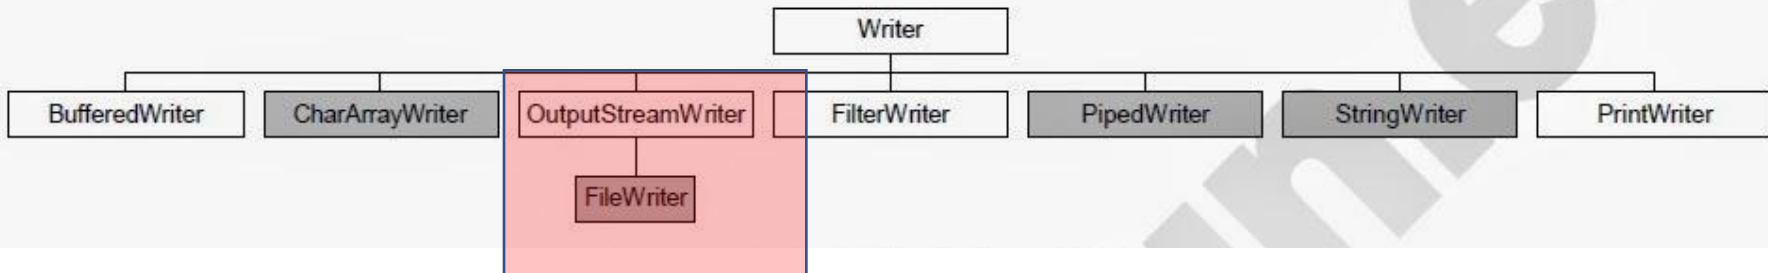 Writer
BufferedWriter CharArrayWriter OutputStreamWriter FilterWriter PipedWriter StringWriter PrintWriter
FileWriter